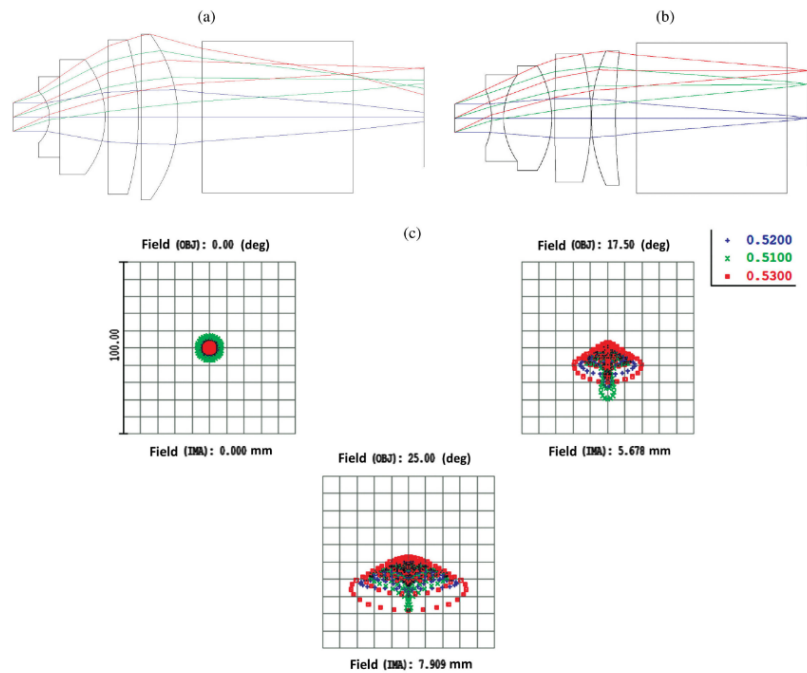 (a)
(b)
(c)
Field (OBJ): 0.00 (deg)
100.00
Field (IMA): 0.000 mm
Field (OBJ): 17.50 (deg)
Field (IMA): 5.678 mm
+ 0.5200
× 0.5100
▪ 0.5300
Field (OBJ): 25.00 (deg)
Field (IMA): 7.909 mm